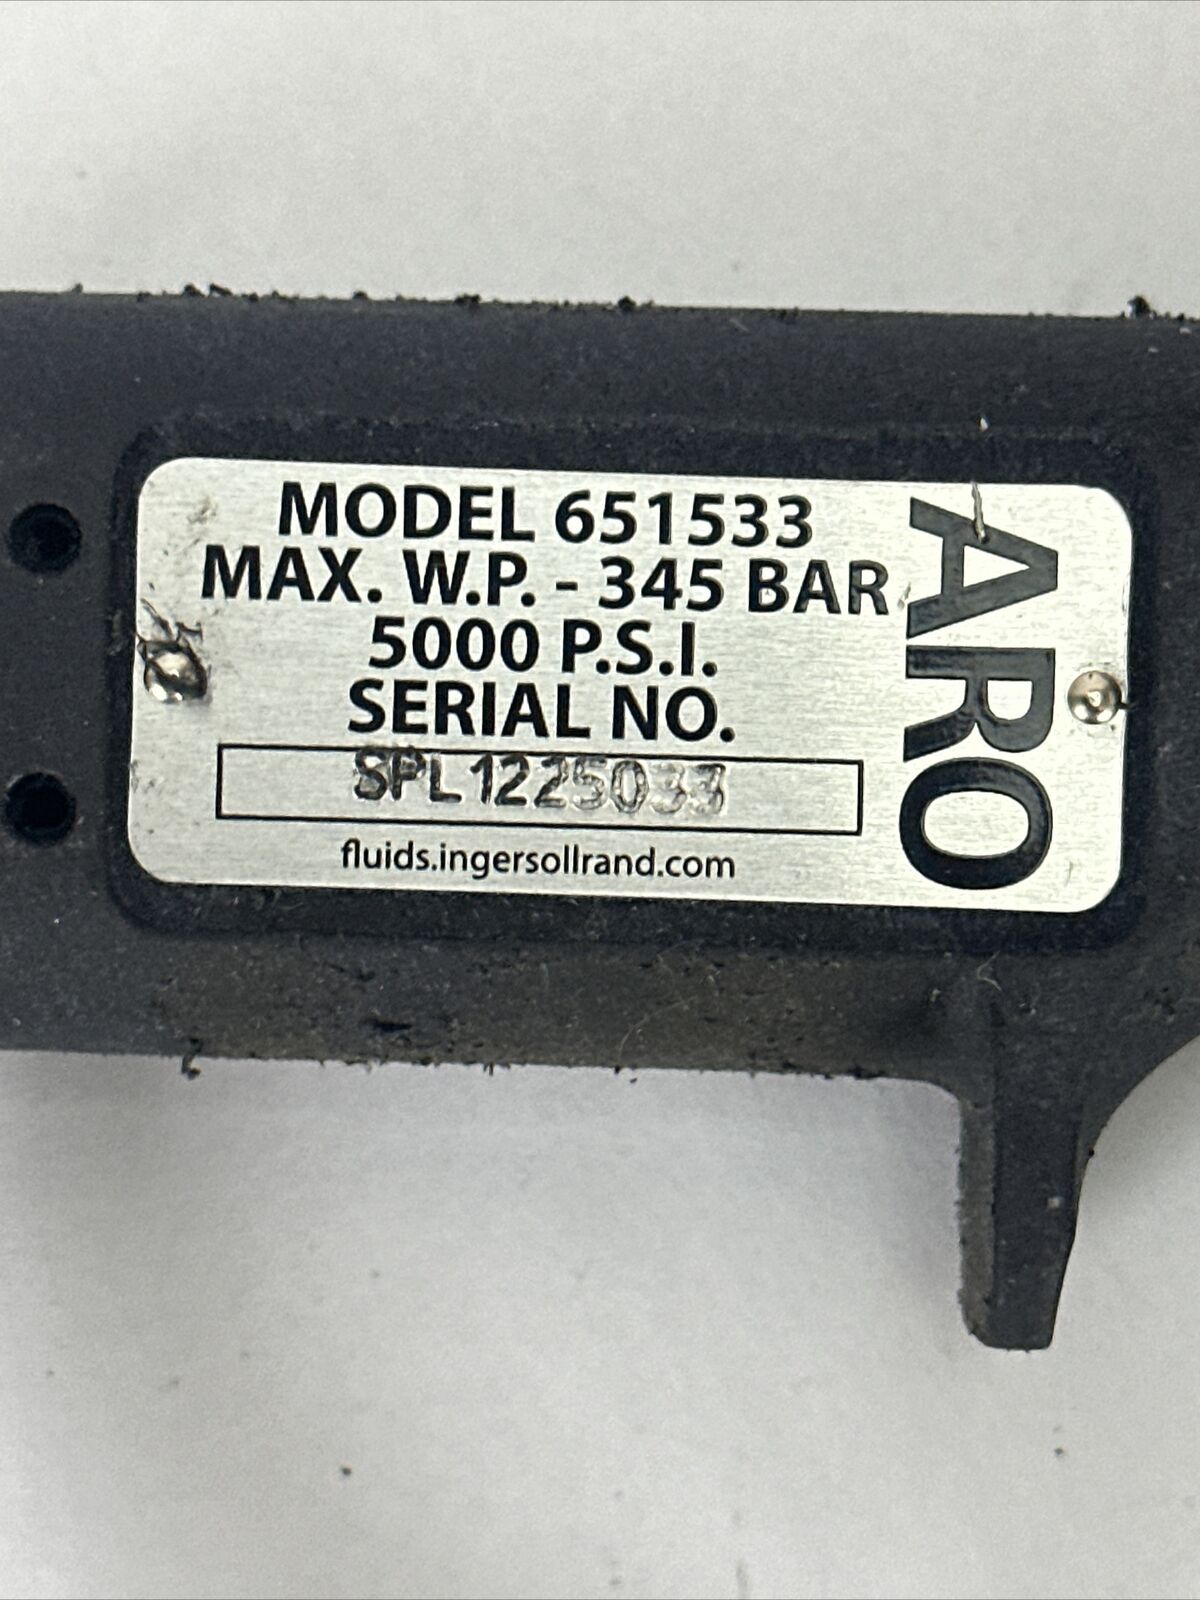 MODEL 651533
MAX. W.P. - 345 BAR
5000 P.S.I.
SERIAL NO.
SPL1225033
fluids.ingersollrand.com
ARO